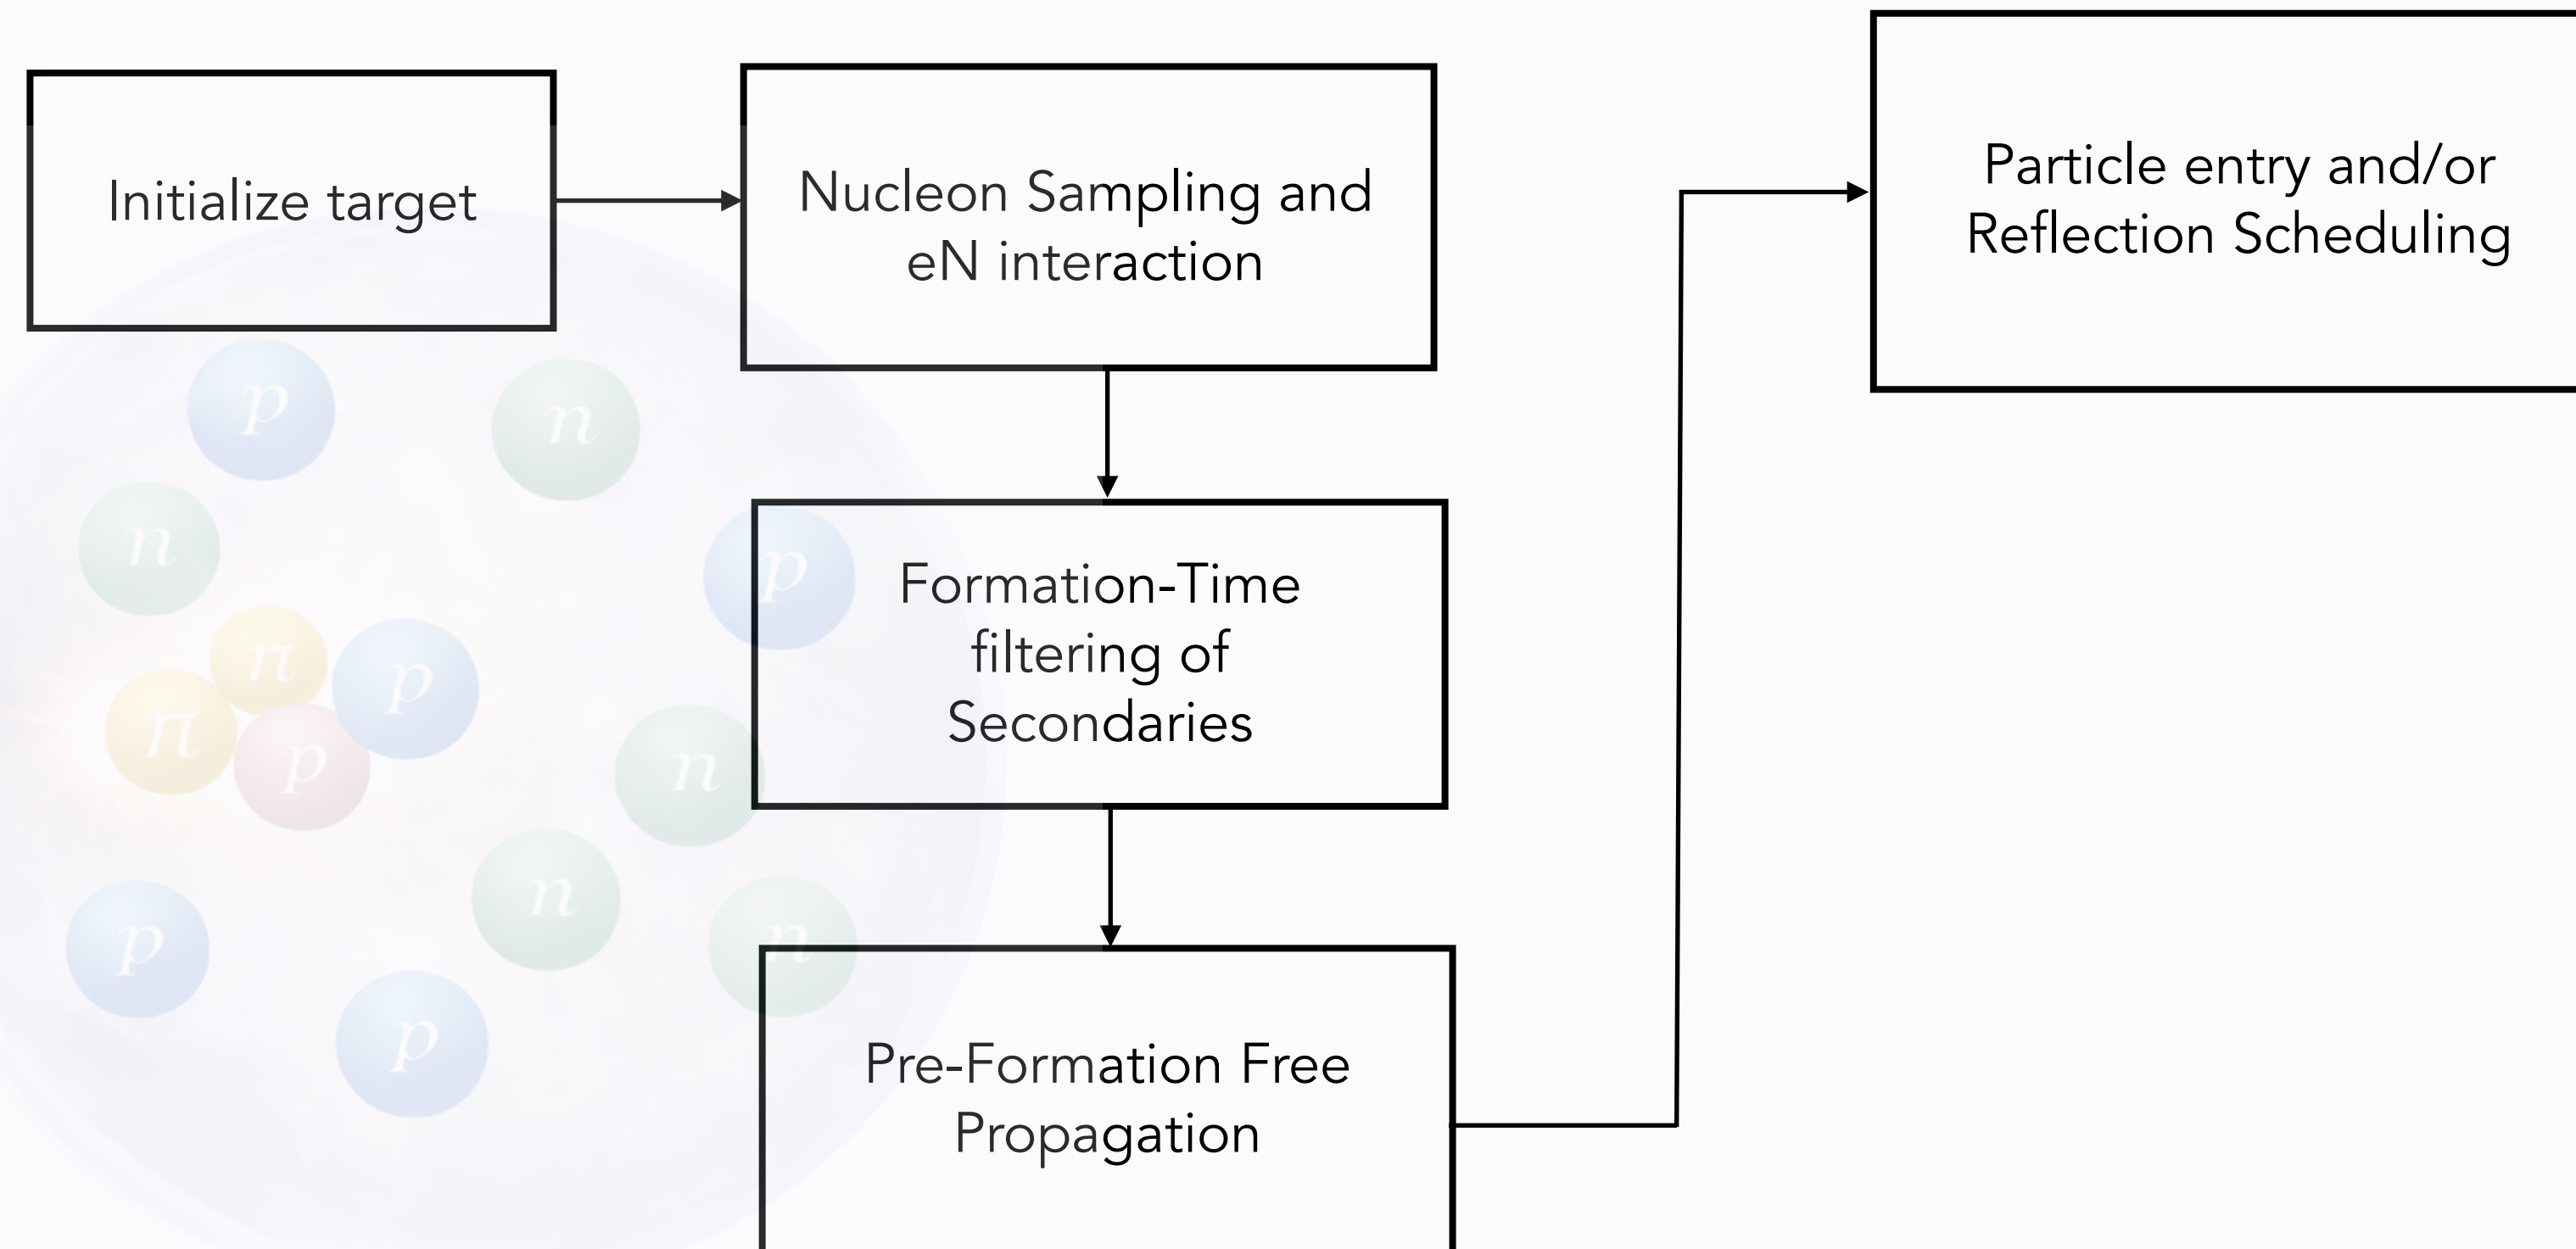 Initialize target
Nucleon Sampling and
eN interaction
Particle entry and/or
Reflection Scheduling
Formation-Time
filtering of
Secondaries
Pre-Formation Free
Propagation
p
n
n
p
π
p
π
p
n
n
p
n
p